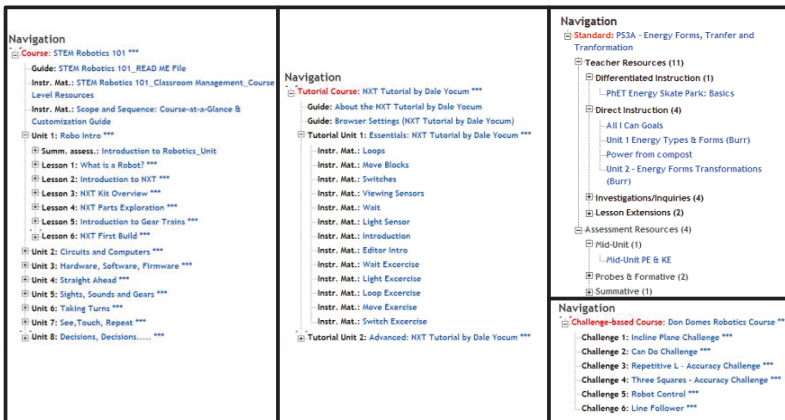 Navigation
Course: STEM Robotics 101 ***
Guide: STEM Robotics 101_READ ME File
Instr. Mat.: STEM Robotics 101_Classroom Management_Course
Level Resources
Instr. Mat.: Scope and Sequence: Course-at-a-Glance &
Customization Guide
Unit 1: Robo Intro ***
Summ. assess.: Introduction to Robotics_Unit
Lesson 1: What is a Robot? ***
Lesson 2: Introduction to NXT ***
Lesson 3: NXT Kit Overview ***
Lesson 4: NXT Parts Exploration ***
Lesson 5: Introduction to Gear Trains ***
Lesson 6: NXT First Build ***
Unit 2: Circuits and Computers ***
Unit 3: Hardware, Software, Firmware ***
Unit 4: Straight Ahead ***
Unit 5: Sights, Sounds and Gears ***
Unit 6: Taking Turns ***
Unit 7: See,Touch, Repeat ***
Unit 8: Decisions, Decisions..... ***
Navigation
Tutorial Course: NXT Tutorial by Dale Yocum ***
Guide: About the NXT Tutorial by Dale Yocum
Guide: Browser Settings (NXT Tutorial by Dale Yocum)
Tutorial Unit 1: Essentials: NXT Tutorial by Dale Yocum ***
Instr. Mat.: Loops
Instr. Mat.: Move Blocks
Instr. Mat.: Switches
Instr. Mat.: Viewing Sensors
Instr. Mat.: Wait
Instr. Mat.: Light Sensor
Instr. Mat.: Introduction
Instr. Mat.: Editor Intro
Instr. Mat.: Wait Excercise
Instr. Mat.: Light Excercise
Instr. Mat.: Loop Excercise
Instr. Mat.: Move Exercise
Instr. Mat.: Switch Excercise
Tutorial Unit 2: Advanced: NXT Tutorial by Dale Yocum ***
Navigation
Standard: PS3A - Energy Forms, Tranfer and
Tranformation
Teacher Resources (11)
Differentiated Instruction (1)
PhET Energy Skate Park: Basics
Direct Instruction (4)
All I Can Goals
Unit 1 Energy Types & Forms (Burr)
Power from compost
Unit 2 - Energy Forms Transformations
(Burr)
Investigations/Inquiries (4)
Lesson Extensions (2)
Assessment Resources (4)
Mid-Unit (1)
Mid-Unit PE & KE
Probes & Formative (2)
Summative (1)
Navigation
Challenge-based Course: Don Domes Robotics Course **
Challenge 1: Incline Plane Challenge ***
Challenge 2: Can Do Challenge ***
Challenge 3: Repetitive L - Accuracy Challenge ***
Challenge 4: Three Squares - Accuracy Challenge ***
Challenge 5: Robot Control ***
Challenge 6: Line Follower ***